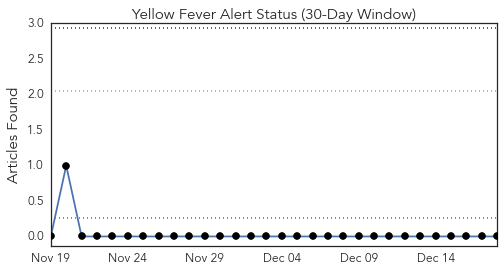 Yellow Fever Alert Status (30-Day Window)
Articles Found
3.0
2.5
2.0
1.5
1.0
0.5
0.0
Nov 19 Nov 24 Nov 29 Dec 04 Dec 09 Dec 14